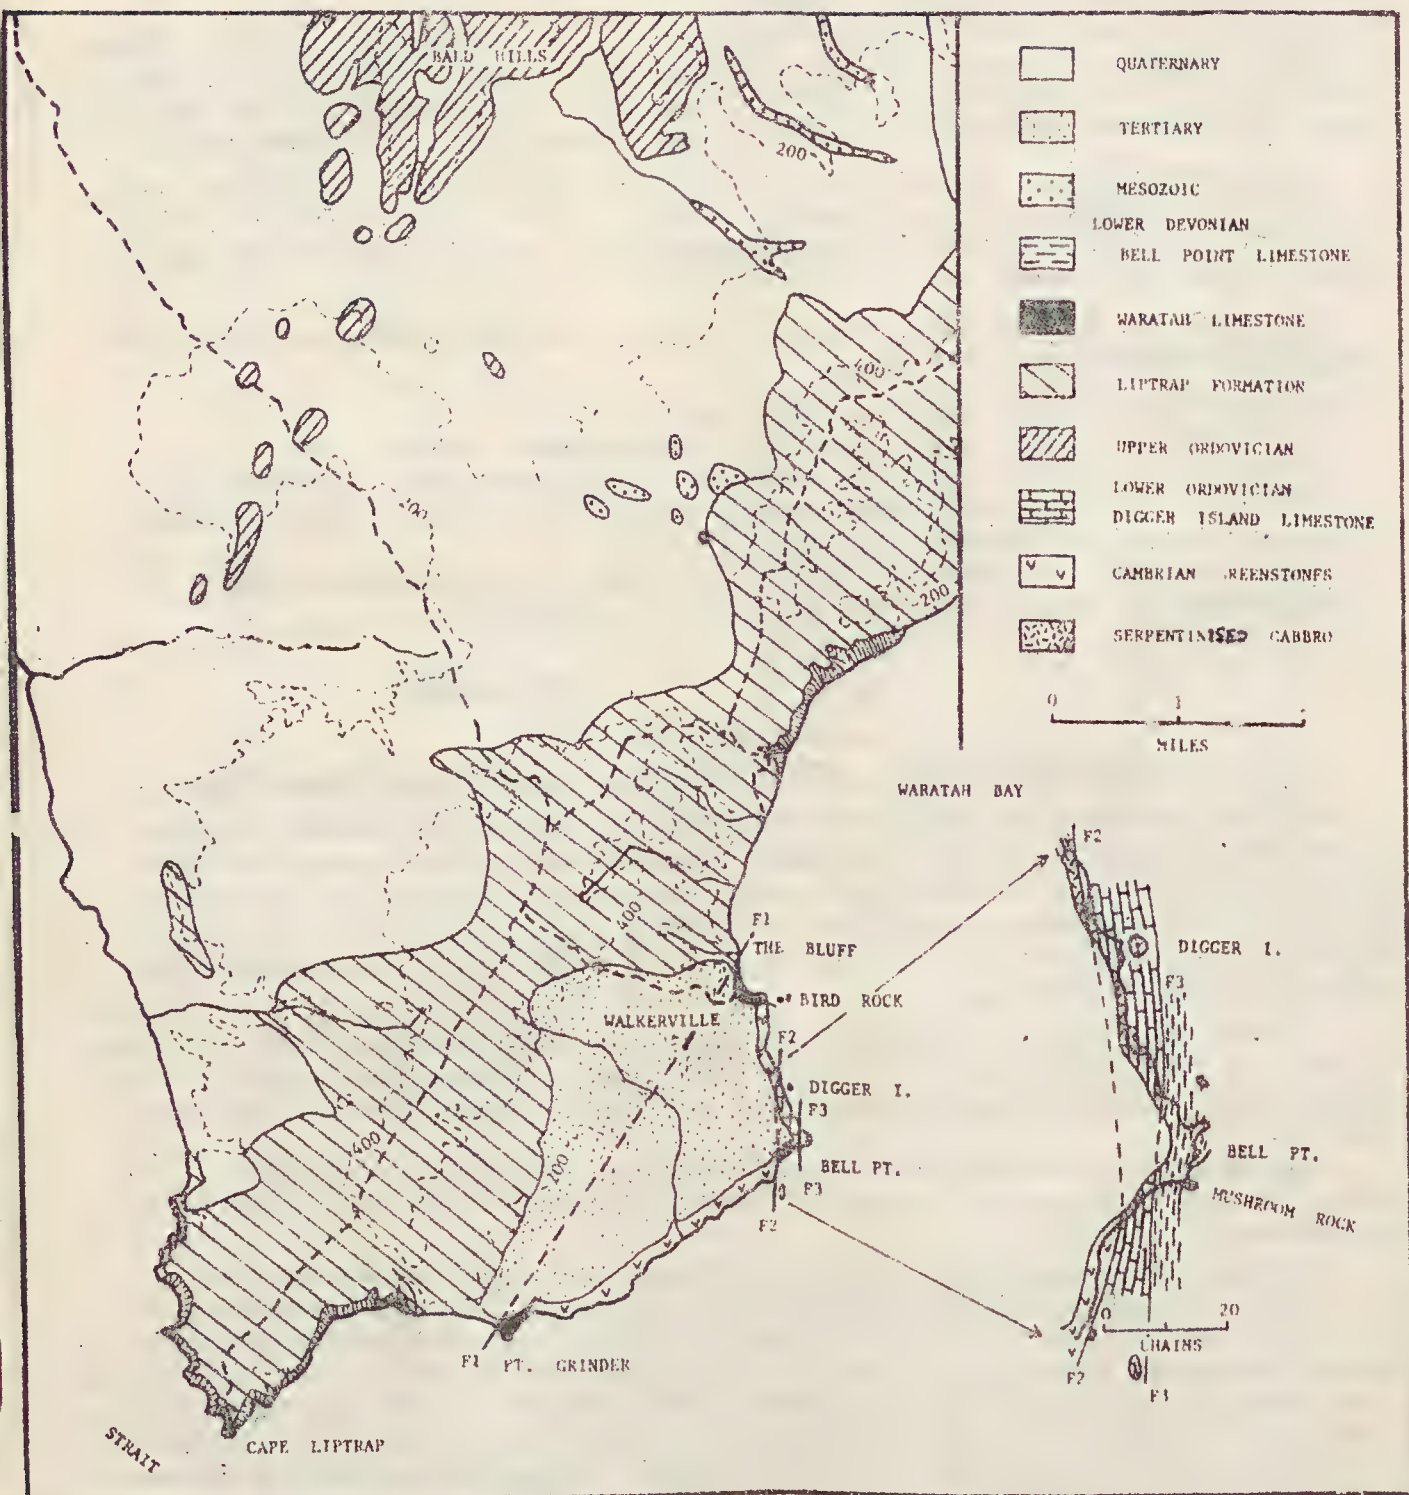 BALD HILLS
200
QUATERNARY
TERTIARY
MESOZOIC
LOWER DEVONIAN
BELL POINT LIMESTONE
WARATAH LIMESTONE
LIPTRAP FORMATION
UPPER ORDOVICIAN
LOWER ORDOVICIAN
DIGGER ISLAND LIMESTONE
CAMBRIAN REENSTONES
SERPENTINISED GABBRO
0 1
MILES
400
200
WARATAH BAY
F2
400
F1
THE BLUFF
DIGGER I.
BIRD ROCK
F3
WALKERVILLE
F2
DIGGER I.
F3
400
200
BELL PT.
F3
F2
BELL PT.
MUSHROOM ROCK
0 20
CHAINS
F2
F3
F1 PT. GRINDER
STRAIT
CAPE LIPTRAP